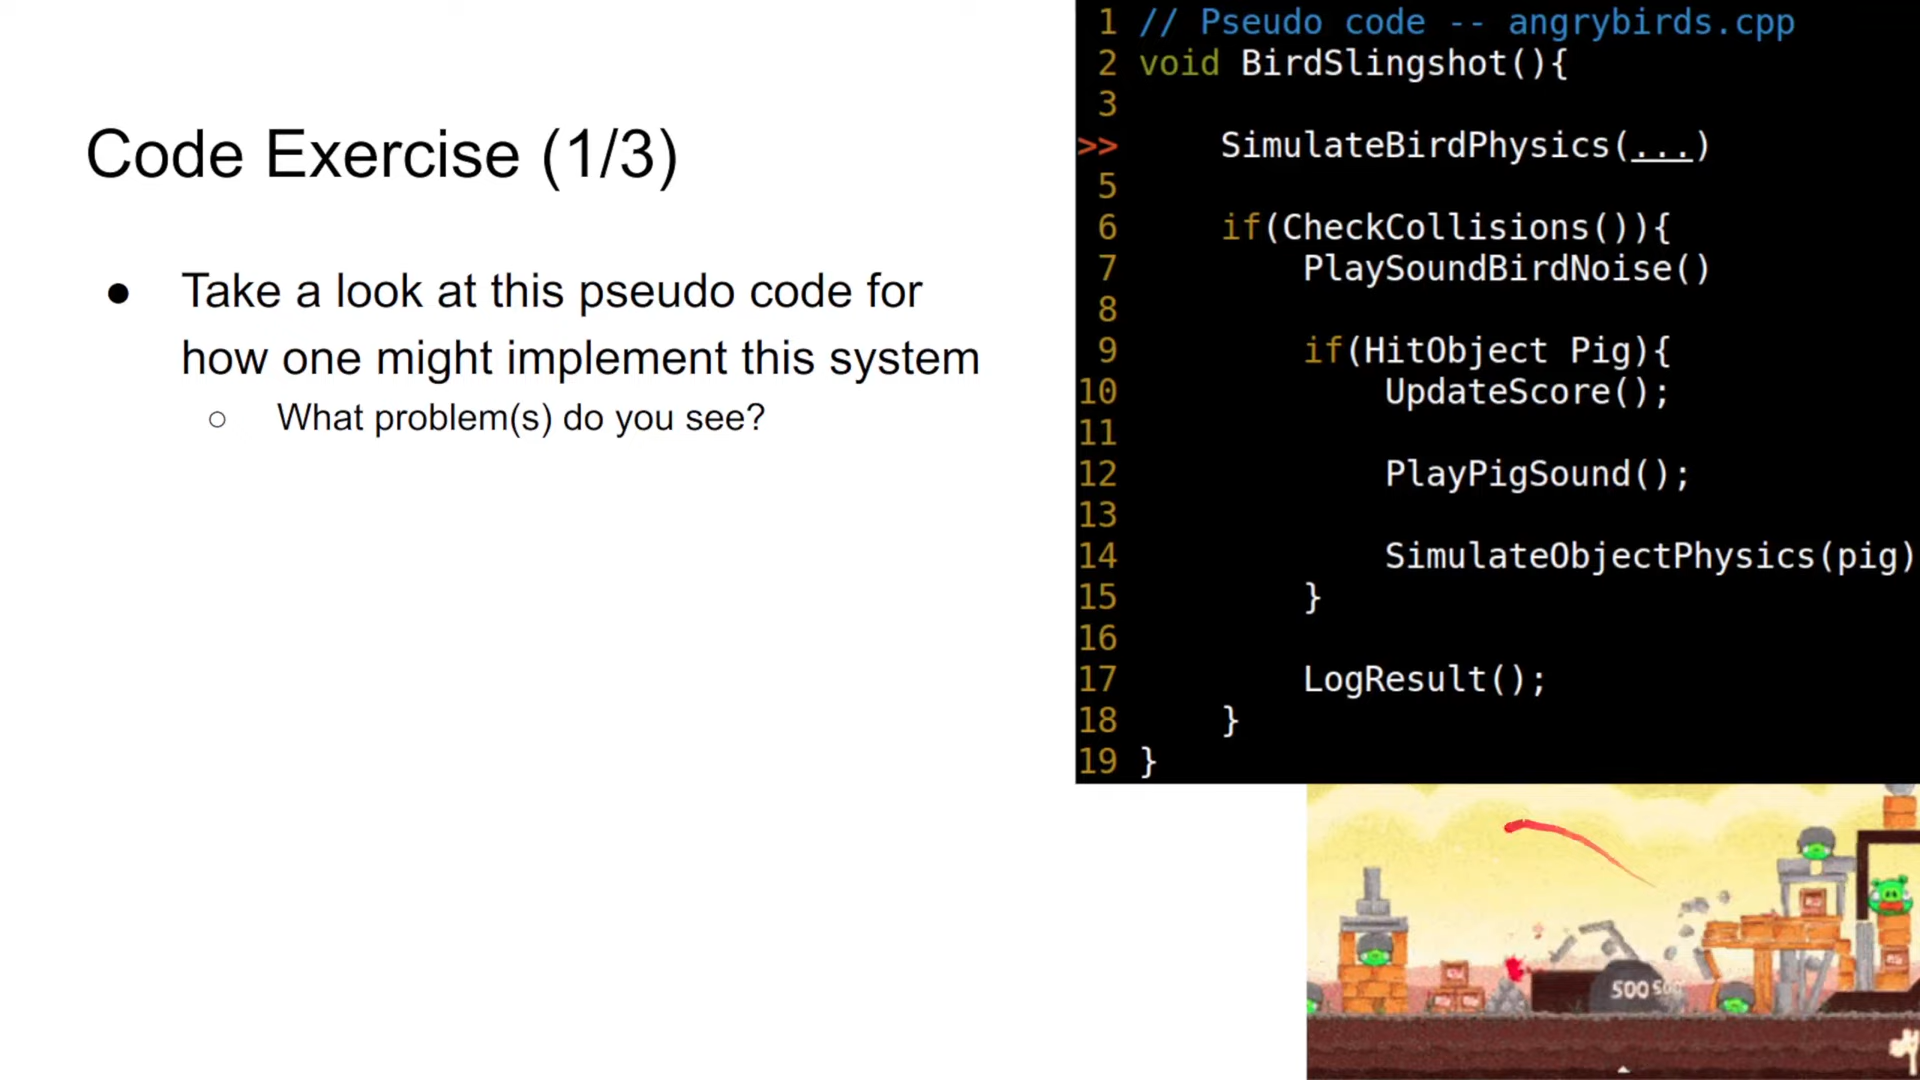 Code Exercise (1/3)
● Take a look at this pseudo code for
how one might implement this system
○ What problem(s) do you see?
1 // Pseudo code -- angrybirds.cpp
2 void BirdSlingshot(){
3
>> SimulateBirdPhysics(...)
5
6 if(CheckCollisions()){
7 PlaySoundBirdNoise()
8
9 if(HitObject Pig){
10 UpdateScore();
11
12 PlayPigSound();
13
14 SimulateObjectPhysics(pig)
15 }
16
17 LogResult();
18 }
19 }
500